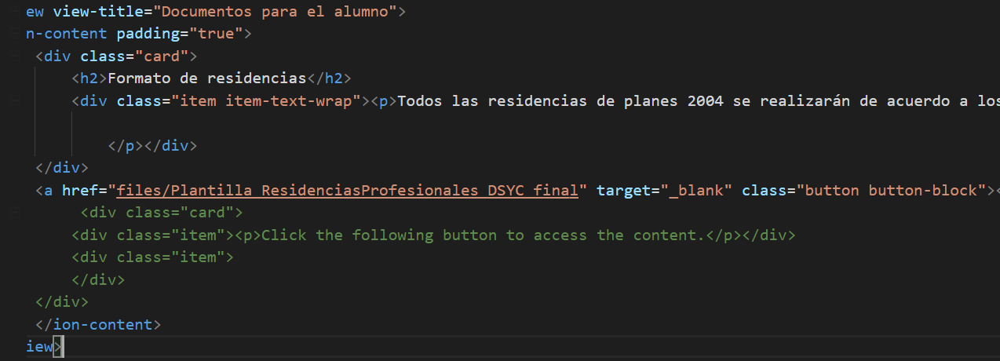 ew view-title="Documentos para el alumno">
n-content padding="true">
<div class="card">
<h2>Formato de residencias</h2>
<div class="item item-text-wrap"><p>Todos las residencias de planes 2004 se realizarán de acuerdo a los
</p></div>
</div>
<a href="files/Plantilla_ResidenciasProfesionales_DSYC_final" target="_blank" class="button button-block"><
<div class="card">
<div class="item"><p>Click the following button to access the content.</p></div>
<div class="item">
</div>
</div>
</ion-content>
iew>